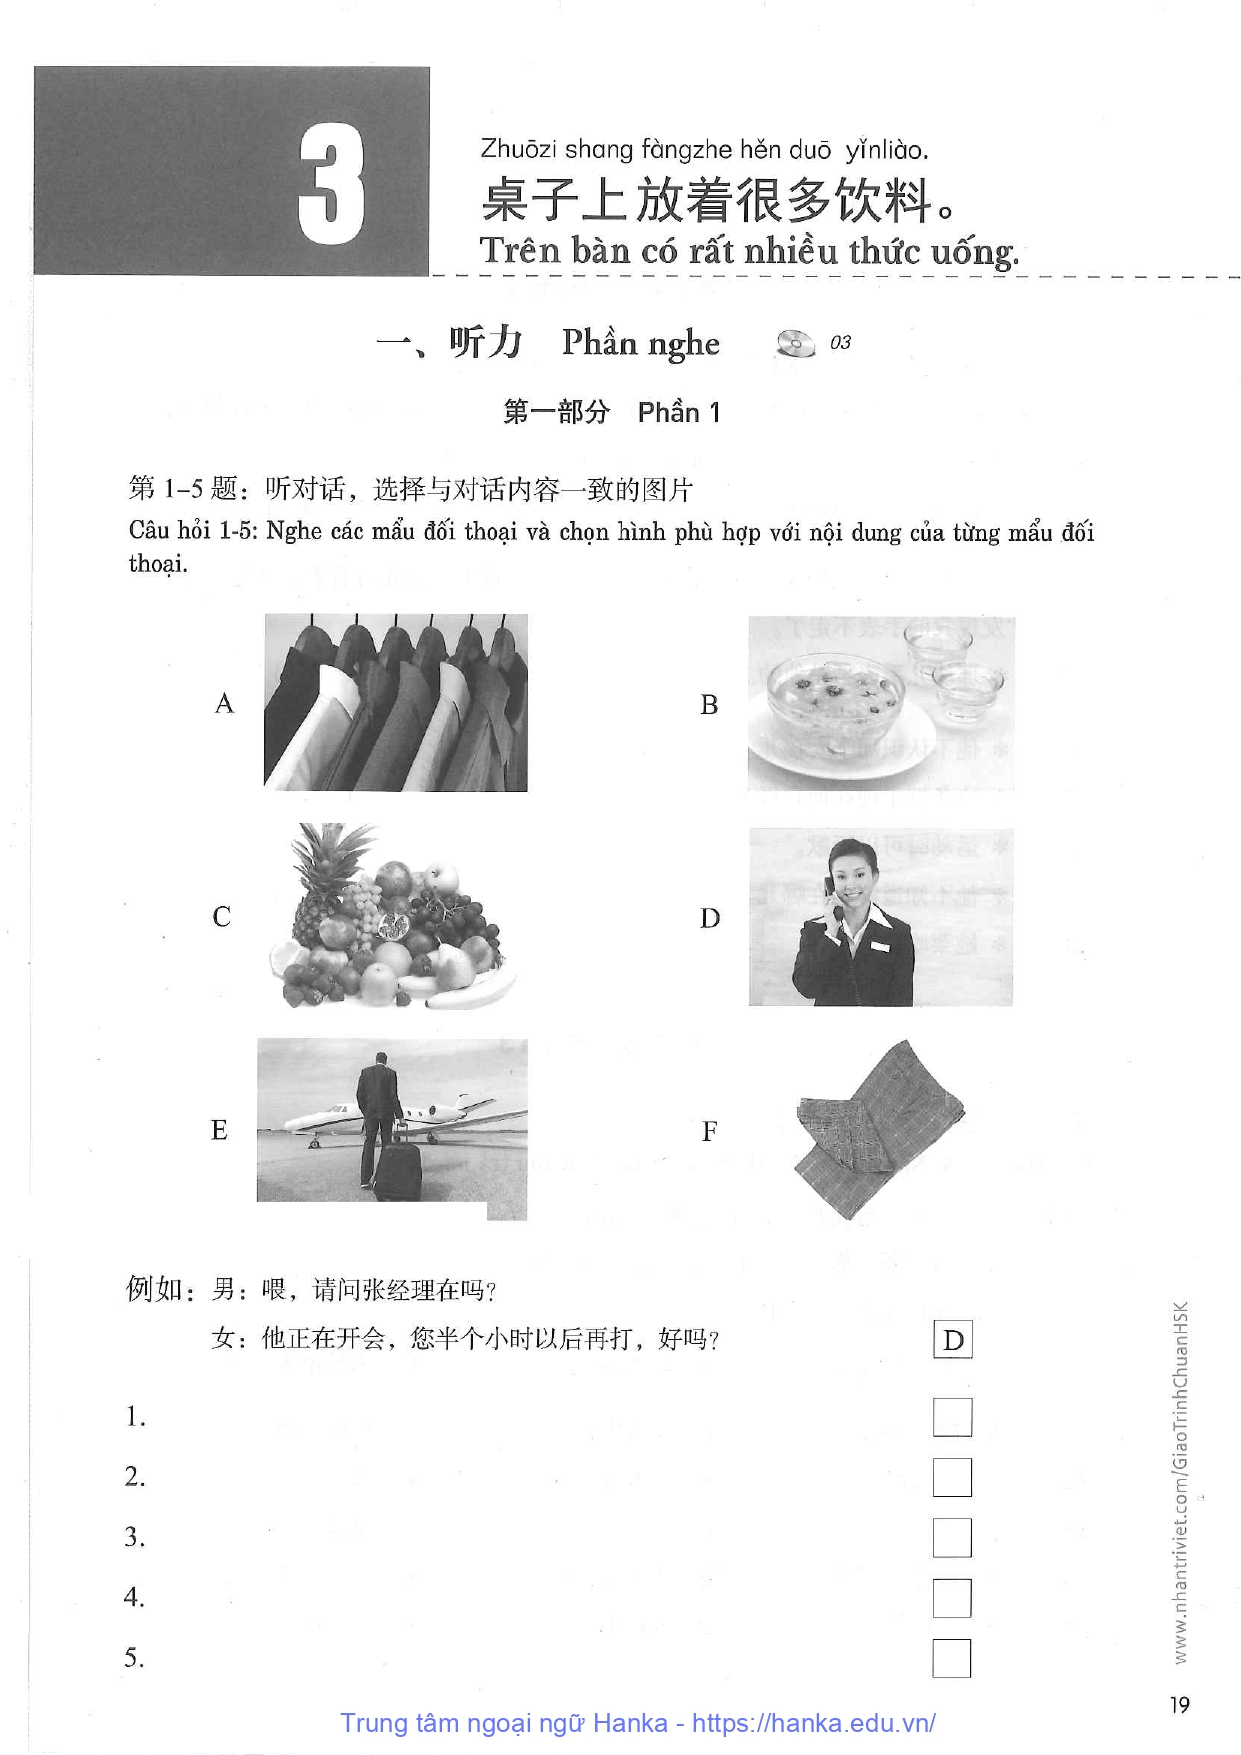 3
Zhuōzi shang fàngzhe hěn duō yǐnliào.
桌子上放着很多饮料。
Trên bàn có rất nhiều thức uống.
一、听力 Phần nghe 03
第一部分 Phần 1
第 1–5 题：听对话，选择与对话内容一致的图片
Câu hỏi 1-5: Nghe các mẩu đối thoại và chọn hình phù hợp với nội dung của từng mẩu đối
thoại.
A
B
C
D
E
F
例如：男：喂，请问张经理在吗？
女：他正在开会，您半个小时以后再打，好吗？ D
1.
2.
3.
4.
5.
www.nhantriviet.com/GiaoTrinhChuanHSK
19
Trung tâm ngoại ngữ Hanka - https://hanka.edu.vn/